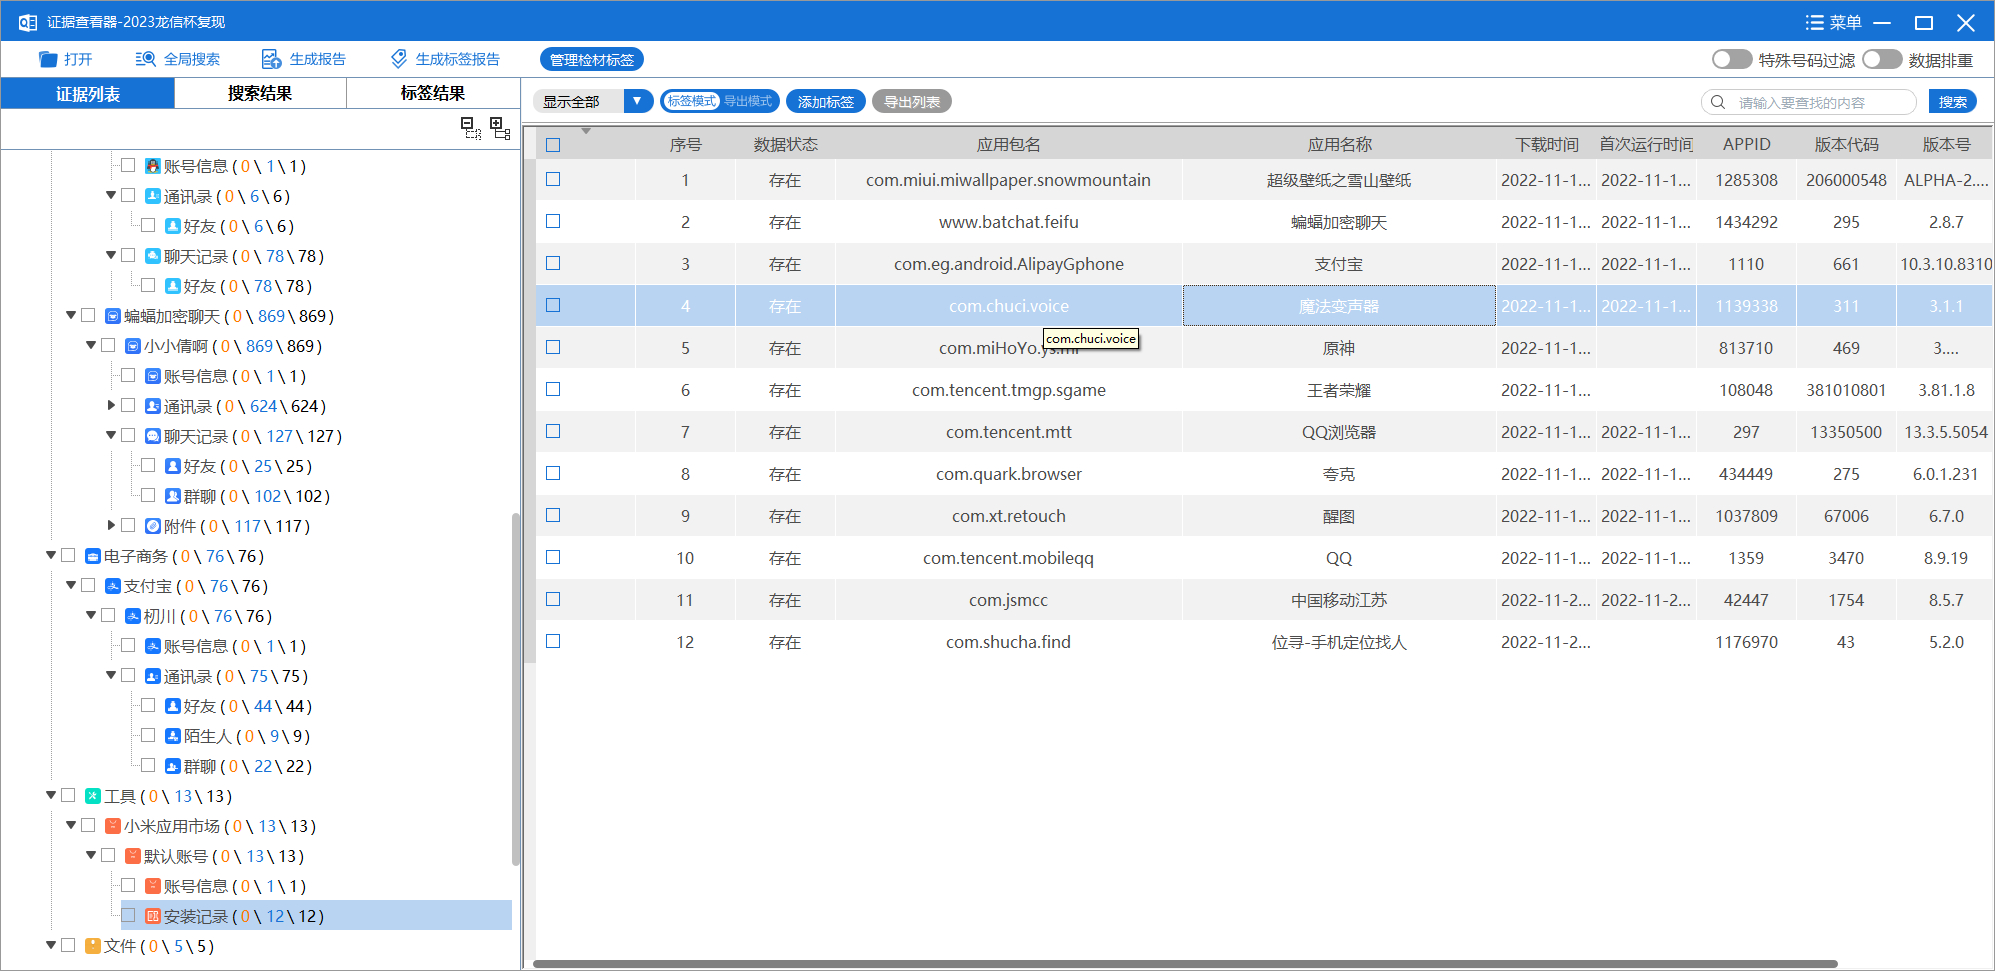 证据查看器-2023龙信杯复现
菜单
打开 全局搜索 生成报告 生成标签报告 管理检材标签 特殊号码过滤 数据排重
证据列表 搜索结果 标签结果
显示全部 标签模式 导出模式 添加标签 导出列表 请输入要查找的内容 搜索
账号信息 (0\1\1)
通讯录 (0\6\6)
好友 (0\6\6)
聊天记录 (0\78\78)
好友 (0\78\78)
蝙蝠加密聊天 (0\869\869)
小小倩啊 (0\869\869)
账号信息 (0\1\1)
通讯录 (0\624\624)
聊天记录 (0\127\127)
好友 (0\25\25)
群聊 (0\102\102)
附件 (0\117\117)
电子商务 (0\76\76)
支付宝 (0\76\76)
杒川 (0\76\76)
账号信息 (0\1\1)
通讯录 (0\75\75)
好友 (0\44\44)
陌生人 (0\9\9)
群聊 (0\22\22)
工具 (0\13\13)
小米应用市场 (0\13\13)
默认账号 (0\13\13)
账号信息 (0\1\1)
安装记录 (0\12\12)
文件 (0\5\5)
序号 数据状态 应用包名 应用名称 下载时间 首次运行时间 APPID 版本代码 版本号
1 存在 com.miui.miwallpaper.snowmountain 超级壁纸之雪山壁纸 2022-11-1... 2022-11-1... 1285308 206000548 ALPHA-2....
2 存在 www.batchat.feifu 蝙蝠加密聊天 2022-11-1... 2022-11-1... 1434292 295 2.8.7
3 存在 com.eg.android.AlipayGphone 支付宝 2022-11-1... 2022-11-1... 1110 661 10.3.10.8310
4 存在 com.chuci.voice 魔法变声器 2022-11-1... 2022-11-1... 1139338 311 3.1.1
com.chuci.voice
5 存在 com.miHoYo.ys.mi 原神 2022-11-1... 813710 469 3....
6 存在 com.tencent.tmgp.sgame 王者荣耀 2022-11-1... 108048 381010801 3.81.1.8
7 存在 com.tencent.mtt QQ浏览器 2022-11-1... 2022-11-1... 297 13350500 13.3.5.5054
8 存在 com.quark.browser 夸克 2022-11-1... 2022-11-1... 434449 275 6.0.1.231
9 存在 com.xt.retouch 醒图 2022-11-1... 2022-11-1... 1037809 67006 6.7.0
10 存在 com.tencent.mobileqq QQ 2022-11-1... 2022-11-1... 1359 3470 8.9.19
11 存在 com.jsmcc 中国移动江苏 2022-11-2... 2022-11-2... 42447 1754 8.5.7
12 存在 com.shucha.find 位寻-手机定位找人 2022-11-2... 1176970 43 5.2.0